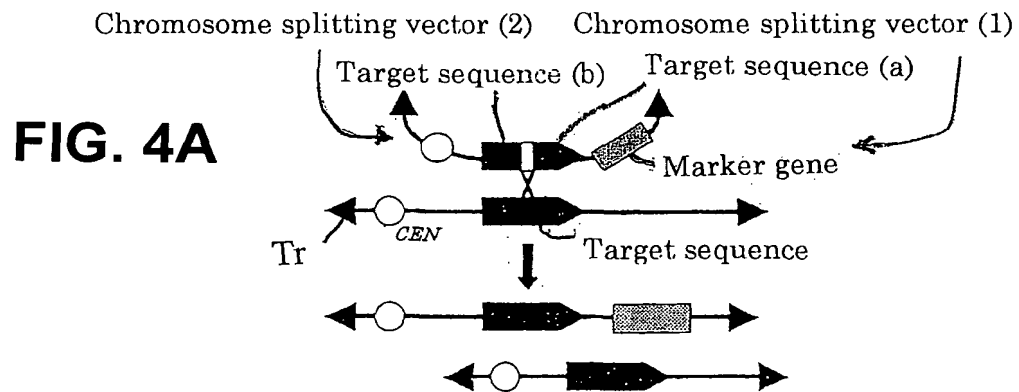 Chromosome splitting vector (2)
Chromosome splitting vector (1)
Target sequence (b)
Target sequence (a)
FIG. 4A
Marker gene
CEN
Tr
Target sequence